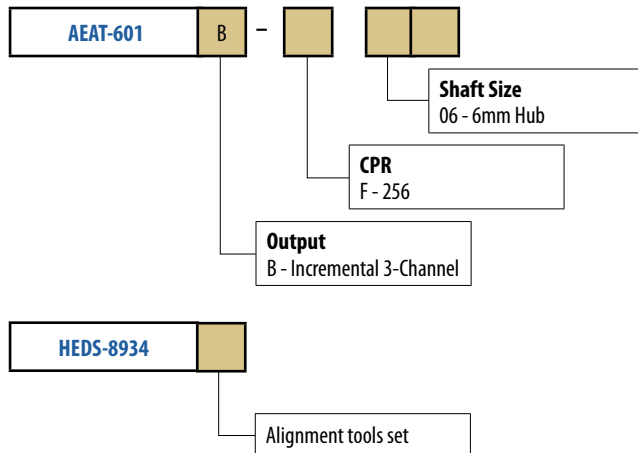 AEAT-601 B –
Shaft Size
06 - 6mm Hub
CPR
F - 256
Output
B - Incremental 3-Channel
HEDS-8934
Alignment tools set